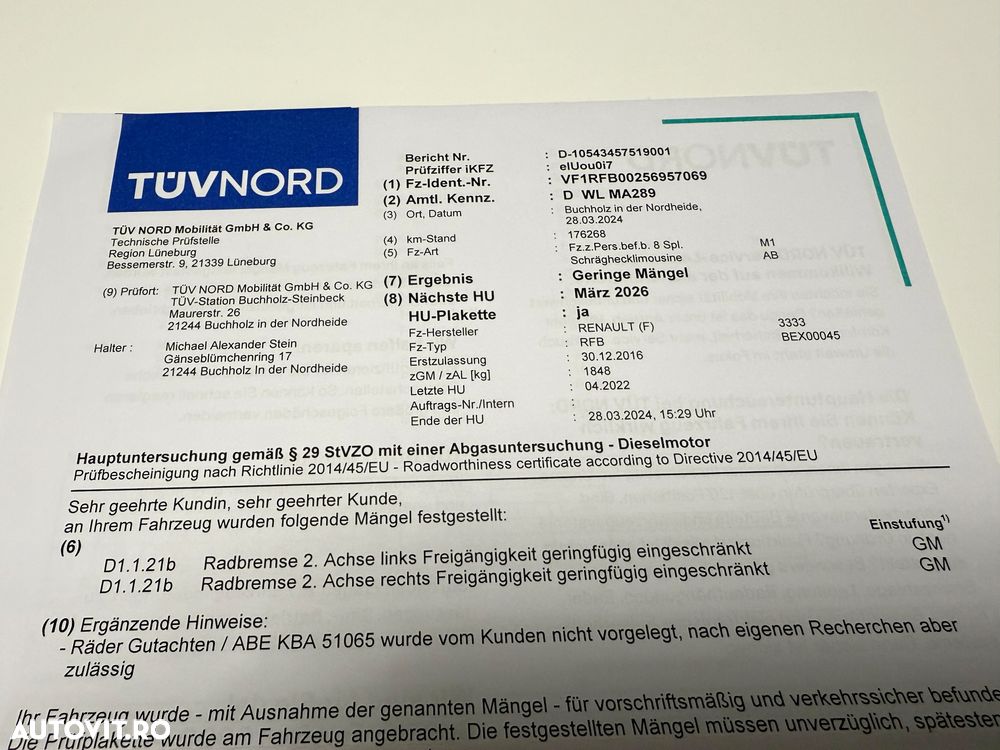 TÜVNORD
TÜV NORD Mobilität GmbH & Co. KG
Technische Prüfstelle
Region Lüneburg
Bessemerstr. 9, 21339 Lüneburg
(9) Prüfort: TÜV NORD Mobilität GmbH & Co. KG
TÜV-Station Buchholz-Steinbeck
Maurerstr. 26
21244 Buchholz in der Nordheide
Halter : Michael Alexander Stein
Gänseblümchenring 17
21244 Buchholz In der Nordheide
Bericht Nr. : D-10543457519001
Prüfziffer iKFZ : eIUou0i7
(1) Fz-Ident.-Nr. : VF1RFB00256957069
(2) Amtl. Kennz. : D WL MA289
(3) Ort, Datum : Buchholz in der Nordheide,
28.03.2024
(4) km-Stand : 176268
(5) Fz-Art : Fz.z.Pers.bef.b. 8 Spl. M1
Schräghecklimousine AB
(7) Ergebnis : Geringe Mängel
(8) Nächste HU : März 2026
HU-Plakette : ja
Fz-Hersteller : RENAULT (F) 3333
Fz-Typ : RFB BEX00045
Erstzulassung : 30.12.2016
zGM / zAL [kg] : 1848
Letzte HU : 04.2022
Auftrags-Nr./Intern :
Ende der HU : 28.03.2024, 15:29 Uhr
Hauptuntersuchung gemäß § 29 StVZO mit einer Abgasuntersuchung - Dieselmotor
Prüfbescheinigung nach Richtlinie 2014/45/EU - Roadworthiness certificate according to Directive 2014/45/EU
Sehr geehrte Kundin, sehr geehrter Kunde,
an Ihrem Fahrzeug wurden folgende Mängel festgestellt:
(6) Einstufung1)
D1.1.21b Radbremse 2. Achse links Freigängigkeit geringfügig eingeschränkt GM
D1.1.21b Radbremse 2. Achse rechts Freigängigkeit geringfügig eingeschränkt GM
(10) Ergänzende Hinweise:
- Räder Gutachten / ABE KBA 51065 wurde vom Kunden nicht vorgelegt, nach eigenen Recherchen aber
zulässig
Ihr Fahrzeug wurde - mit Ausnahme der genannten Mängel - für vorschriftsmäßig und verkehrssicher befunde
Die Prüfplakette wurde am Fahrzeug angebracht. Die festgestellten Mängel müssen unverzüglich, spätesten
AUTOVIT.RO